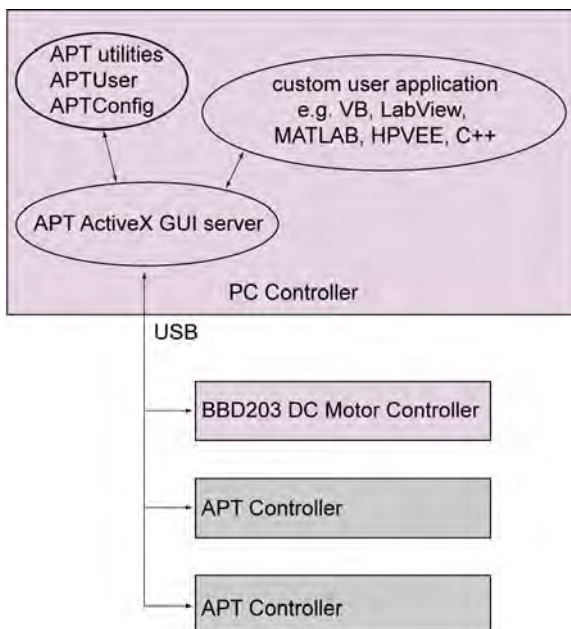 APT utilities
APTUser
APTConfig
custom user application
e.g. VB, LabView,
MATLAB, HPVEE, C++
APT ActiveX GUI server
PC Controller
USB
BBD203 DC Motor Controller
APT Controller
APT Controller